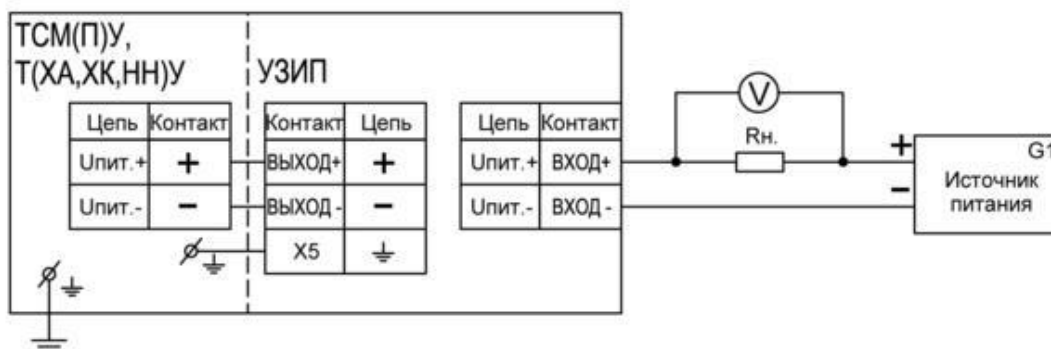 ТСМ(П)У,
Т(ХА,ХК,НН)У
УЗИП
Цепь Контакт
Uпит.+ +
Uпит.- −
Контакт Цепь
ВЫХОД+ +
ВЫХОД - −
X5
Цепь Контакт
Uпит.+ ВХОД+
Uпит.- ВХОД -
V
Rн.
+
−
G1
Источник
питания